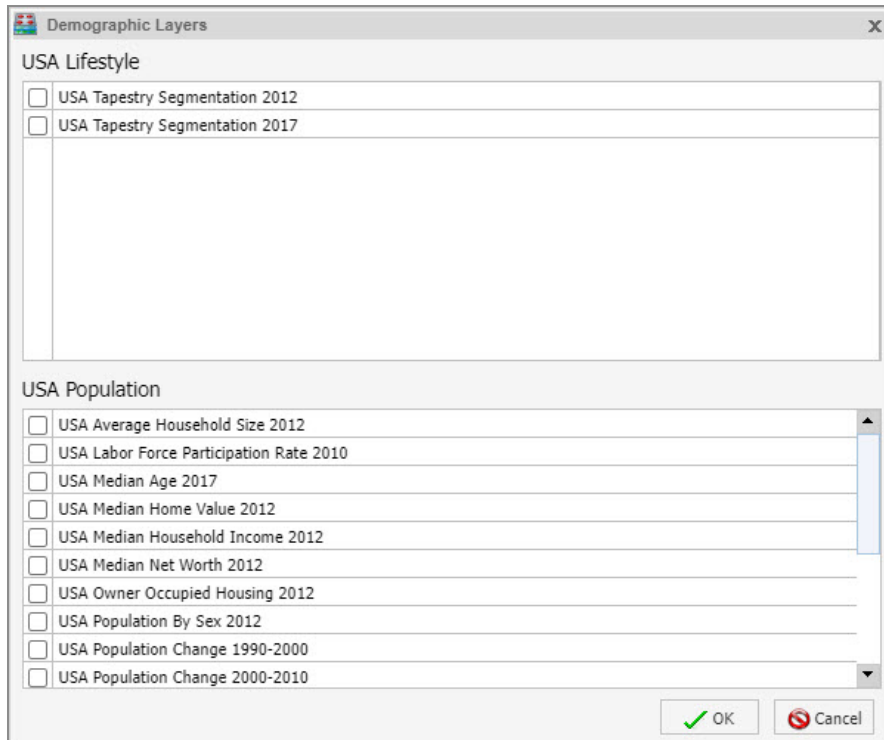 Demographic Layers
USA Lifestyle
USA Tapestry Segmentation 2012
USA Tapestry Segmentation 2017
USA Population
USA Average Household Size 2012
USA Labor Force Participation Rate 2010
USA Median Age 2017
USA Median Home Value 2012
USA Median Household Income 2012
USA Median Net Worth 2012
USA Owner Occupied Housing 2012
USA Population By Sex 2012
USA Population Change 1990-2000
USA Population Change 2000-2010
OK Cancel